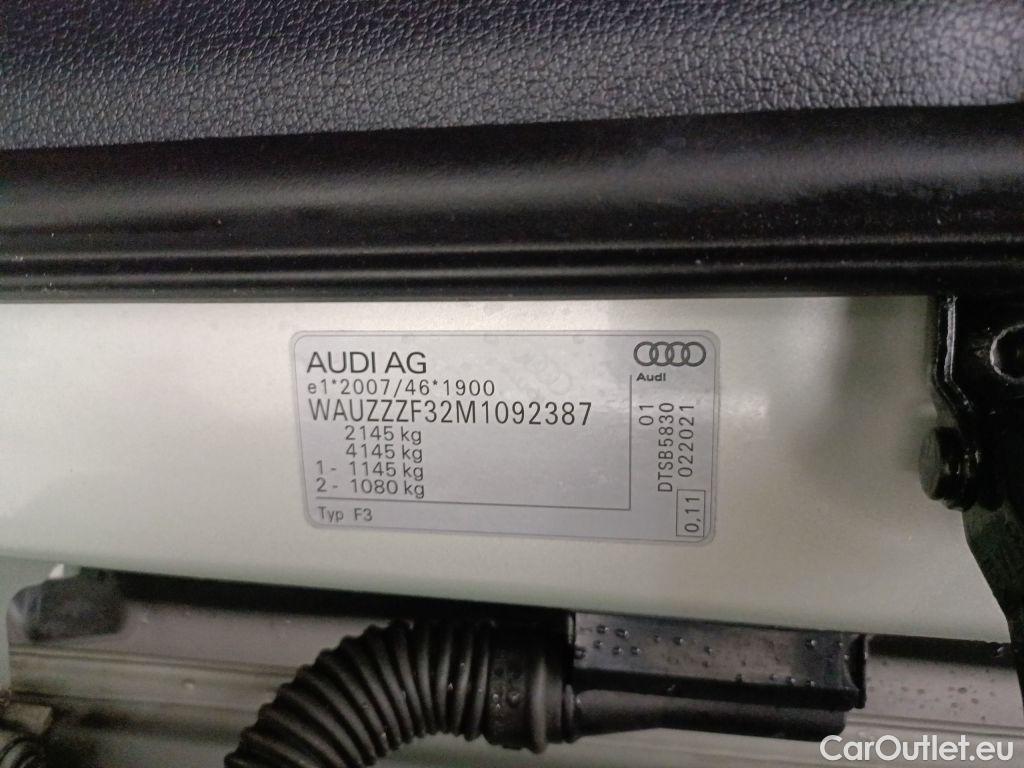 AUDI AG
e1*2007/46*1900
WAUZZZF32M1092387
2145 kg
4145 kg
1 - 1145 kg
2 - 1080 kg
Typ F3
Audi
01
DTSB5830
022021
0,11
CarOutlet.eu